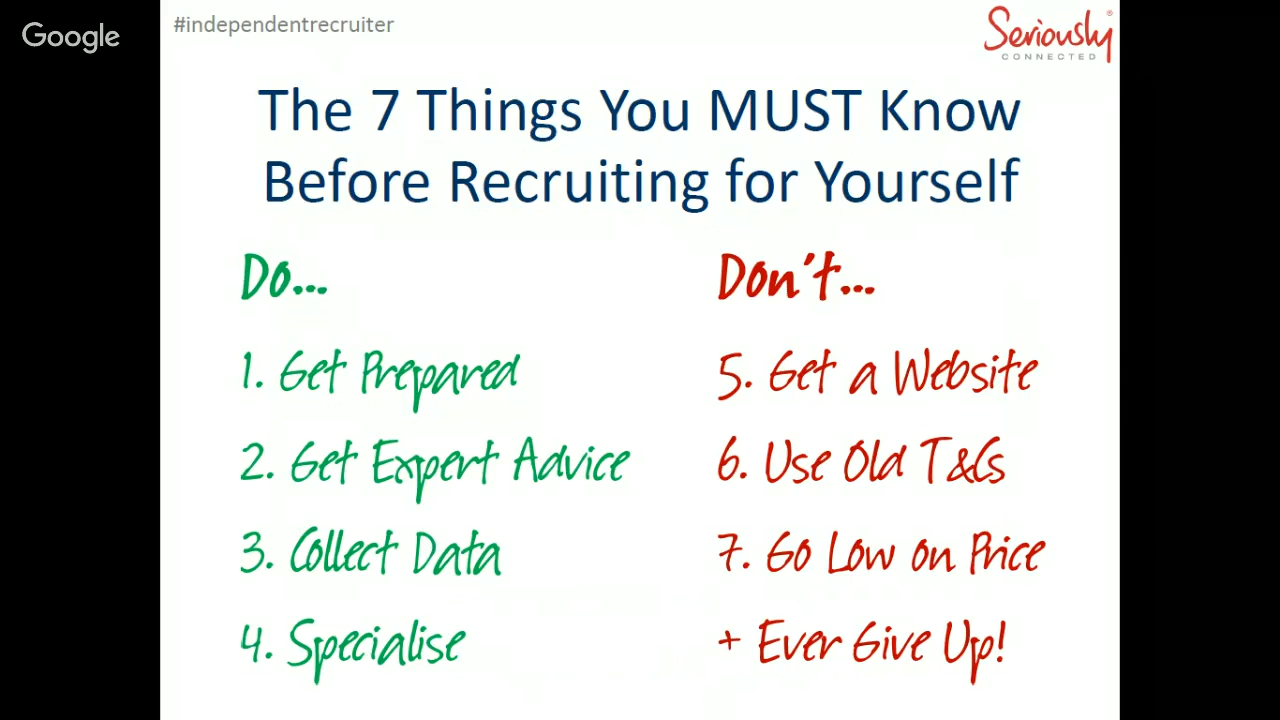 Google
#independentrecruiter
Seriously
CONNECTED
The 7 Things You MUST Know
Before Recruiting for Yourself
Do...
1. Get Prepared
2. Get Expert Advice
3. Collect Data
4. Specialise
Don't...
5. Get a Website
6. Use Old T&Cs
7. Go Low on Price
+ Ever Give Up!